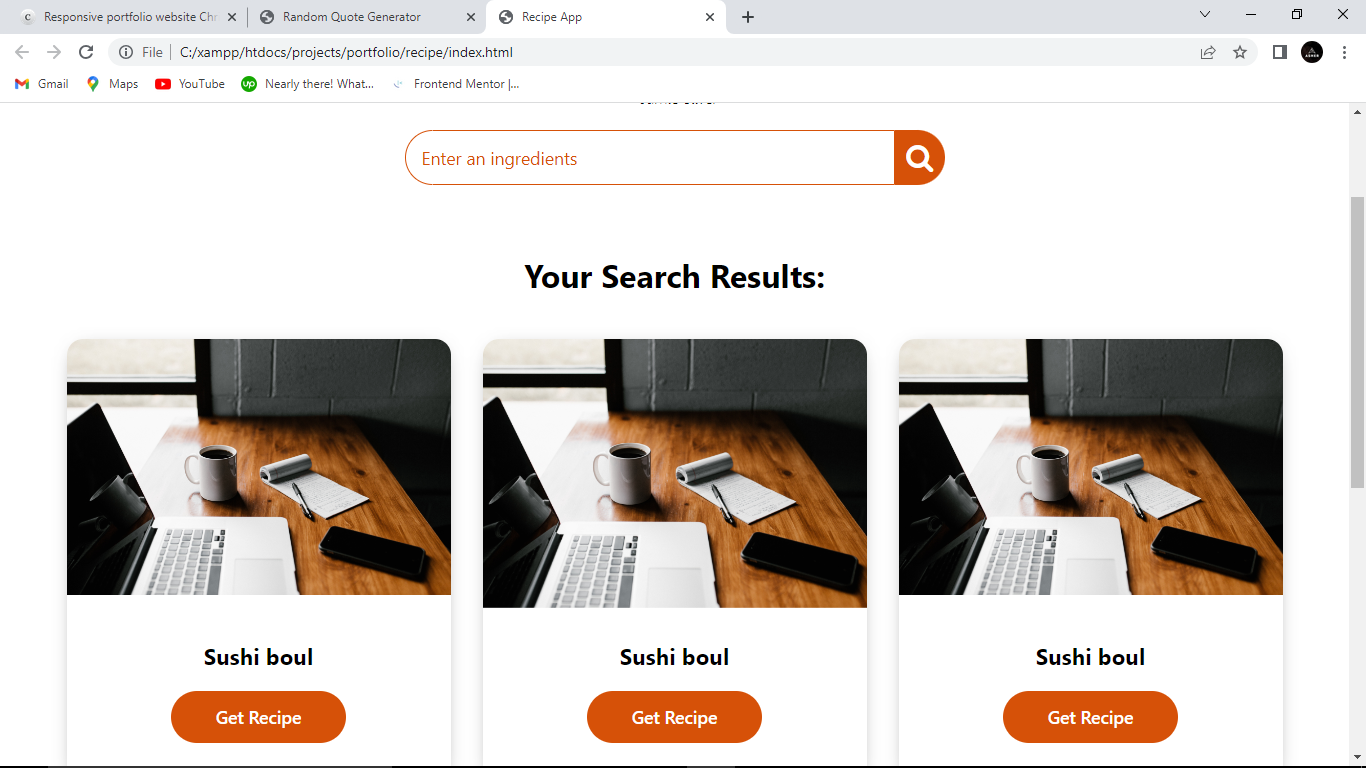 Responsive portfolio website Chr
Random Quote Generator
Recipe App
File
C:/xampp/htdocs/projects/portfolio/recipe/index.html
Gmail
Maps
up
YouTube
Nearly there! What...
Frontend Mentor |...
Enter an ingredients
Your Search Results:
Sushi boul
Sushi boul
Sushi boul
Get Recipe
Get Recipe
Get Recipe